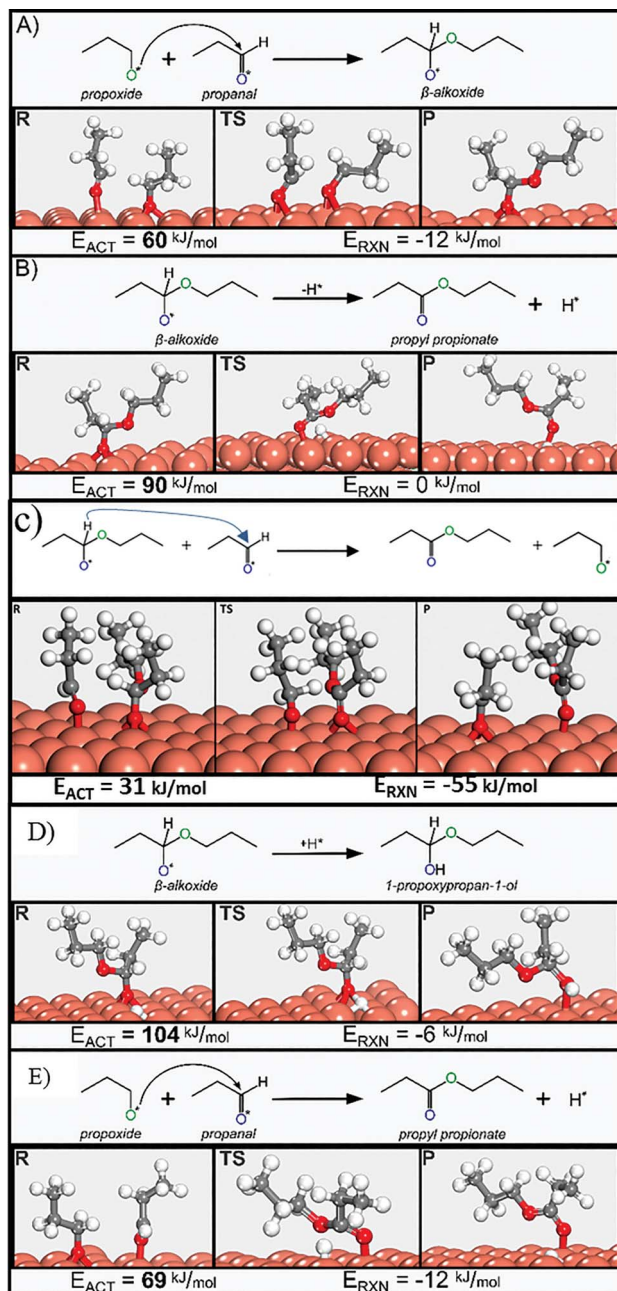 A)
H
O
+
H
O*
O*
O*
propoxide
propanal
β-alkoxide
R
TS
P
E_ACT = 60 kJ/mol
E_RXN = -12 kJ/mol
B)
H
O
-H*
O
O*
O
+ H*
β-alkoxide
propyl propionate
R
TS
P
E_ACT = 90 kJ/mol
E_RXN = 0 kJ/mol
c)
H
O
+
H
O
+
O*
O*
O
O*
R
TS
P
E_ACT = 31 kJ/mol
E_RXN = -55 kJ/mol
D)
H
O
+H*
H
O
O*
OH
β-alkoxide
1-propoxypropan-1-ol
R
TS
P
E_ACT = 104 kJ/mol
E_RXN = -6 kJ/mol
E)
+
H
O
+ H*
O*
O*
O
propoxide
propanal
propyl propionate
R
TS
P
E_ACT = 69 kJ/mol
E_RXN = -12 kJ/mol